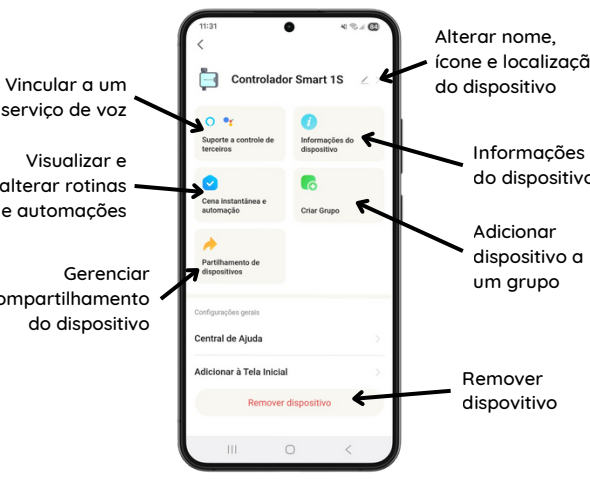 11:31
84
Controlador Smart 1S
Suporte a controle de
terceiros
Informações do
dispositivo
Cena instantânea e
automação
Criar Grupo
Partilhamento de
dispositivos
Configurações gerais
Central de Ajuda
Adicionar à Tela Inicial
Remover dispositivo
Vincular a um
serviço de voz
Visualizar e
alterar rotinas
e automações
Gerenciar
ompartilhamento
do dispositivo
Alterar nome,
ícone e localizaçã
do dispositivo
Informações
do dispositivo
Adicionar
dispositivo a
um grupo
Remover
dispovitivo